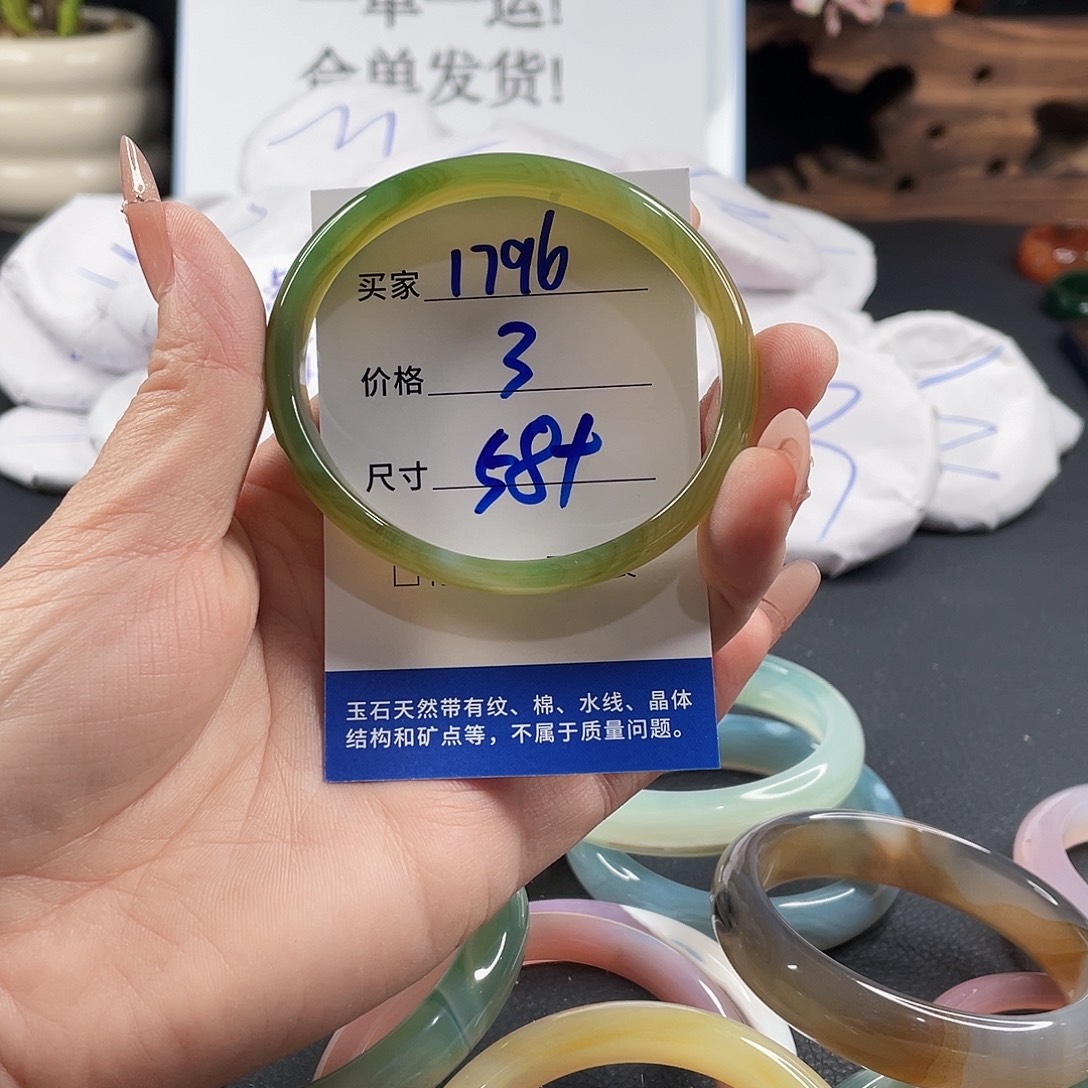 一单一运!
合单发货!
买家 1796
价格 3
尺寸 584
玉石天然带有纹、棉、水线、晶体
结构和矿点等，不属于质量问题。